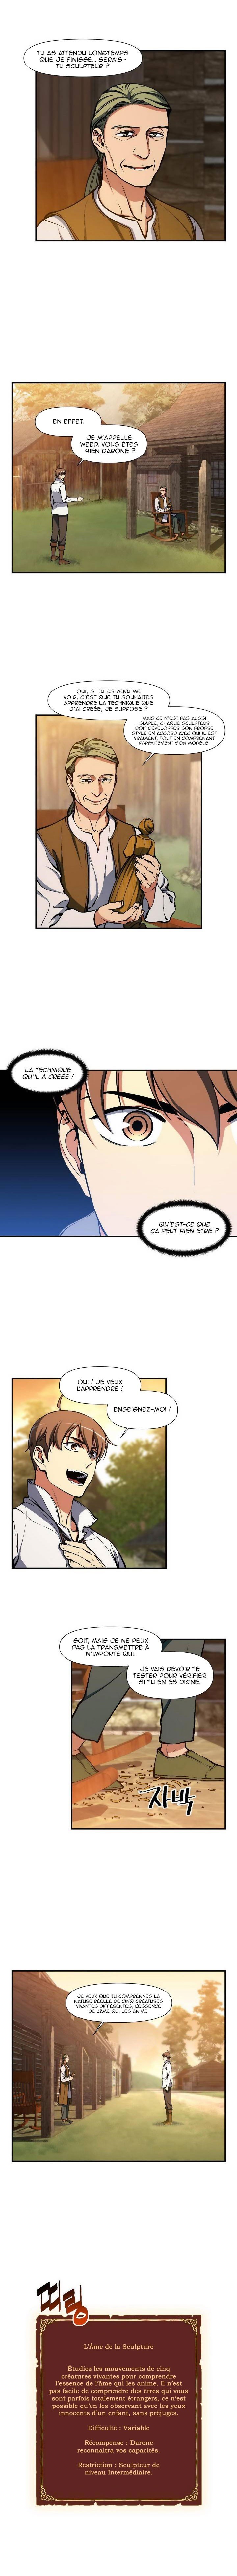 TU AS ATTENDU LONGTEMPS
QUE JE FINISSE... SERAIS-
TU SCULPTEUR ?
EN EFFET.
JE M'APPELLE
WEED. VOUS ÊTES
BIEN DARONE ?
OUI, SI TU ES VENU ME
VOIR, C'EST QUE TU SOUHAITES
APPRENDRE LA TECHNIQUE QUE
J'AI CRÉÉE, JE SUPPOSE ?
MAIS CE N'EST PAS AUSSI
SIMPLE, CHAQUE SCULPTEUR
DOIT DÉVELOPPER SON PROPRE
STYLE EN ACCORD AVEC QUI IL EST
VRAIMENT, TOUT EN COMPRENANT
PARFAITEMENT SON MODÈLE.
LA TECHNIQUE
QU'IL A CRÉÉE !
QU'EST-CE QUE
ÇA PEUT BIEN ÊTRE ?
OUI ! JE VEUX
L'APPRENDRE !
ENSEIGNEZ-MOI !
SOIT, MAIS JE NE PEUX
PAS LA TRANSMETTRE À
N'IMPORTE QUI.
JE VAIS DEVOIR TE
TESTER POUR VÉRIFIER
SI TU EN ES DIGNE.
자박
JE VEUX QUE TU COMPRENNES LA
NATURE RÉELLE DE CINQ CRÉATURES
VIVANTES DIFFÉRENTES, L'ESSENCE
DE L'ÂME QUI LES ANIME.
띠링
L'Âme de la Sculpture
Étudiez les mouvements de cinq
créatures vivantes pour comprendre
l'essence de l'âme qui les anime. Il n'est
pas facile de comprendre des êtres qui vous
sont parfois totalement étrangers, ce n'est
possible qu'en les observant avec les yeux
innocents d'un enfant, sans préjugés.
Difficulté : Variable
Récompense : Darone
reconnaitra vos capacités.
Restriction : Sculpteur de
niveau Intermédiaire.